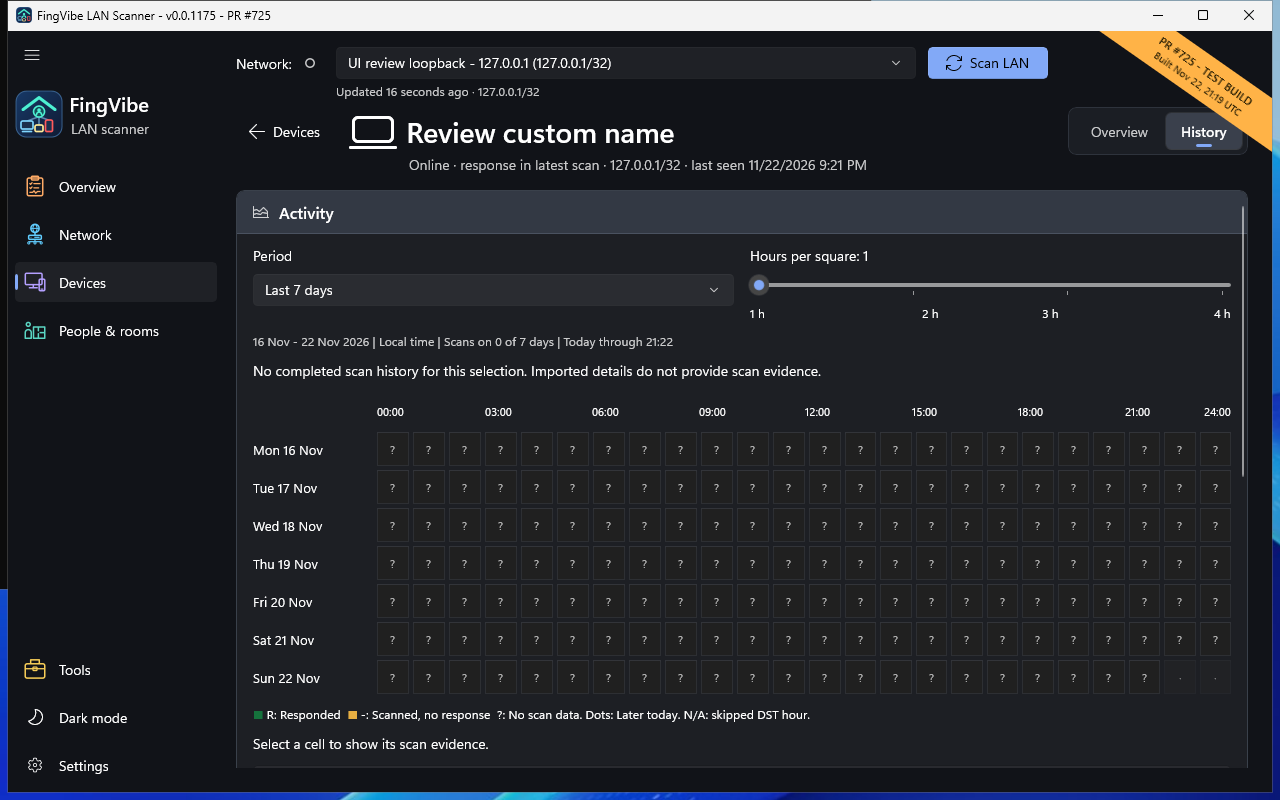 FingVibe LAN Scanner - v0.0.1175 - PR #725
PR #725 - TEST BUILD
Built Nov 22, 21:19 UTC
Network:
UI review loopback - 127.0.0.1 (127.0.0.1/32)
Scan LAN
Updated 16 seconds ago · 127.0.0.1/32
FingVibe
LAN scanner
Devices
Review custom name
Overview
History
Online · response in latest scan · 127.0.0.1/32 · last seen 11/22/2026 9:21 PM
Overview
Network
Devices
People & rooms
Tools
Dark mode
Settings
Activity
Period
Hours per square: 1
Last 7 days
1 h 2 h 3 h 4 h
16 Nov - 22 Nov 2026 | Local time | Scans on 0 of 7 days | Today through 21:22
No completed scan history for this selection. Imported details do not provide scan evidence.
00:00 03:00 06:00 09:00 12:00 15:00 18:00 21:00 24:00
Mon 16 Nov ? ? ? ? ? ? ? ? ? ? ? ? ? ? ? ? ? ? ? ? ? ? ? ?
Tue 17 Nov ? ? ? ? ? ? ? ? ? ? ? ? ? ? ? ? ? ? ? ? ? ? ? ?
Wed 18 Nov ? ? ? ? ? ? ? ? ? ? ? ? ? ? ? ? ? ? ? ? ? ? ? ?
Thu 19 Nov ? ? ? ? ? ? ? ? ? ? ? ? ? ? ? ? ? ? ? ? ? ? ? ?
Fri 20 Nov ? ? ? ? ? ? ? ? ? ? ? ? ? ? ? ? ? ? ? ? ? ? ? ?
Sat 21 Nov ? ? ? ? ? ? ? ? ? ? ? ? ? ? ? ? ? ? ? ? ? ? ? ?
Sun 22 Nov ? ? ? ? ? ? ? ? ? ? ? ? ? ? ? ? ? ? ? ? ? ? · ·
R: Responded -: Scanned, no response ?: No scan data. Dots: Later today. N/A: skipped DST hour.
Select a cell to show its scan evidence.